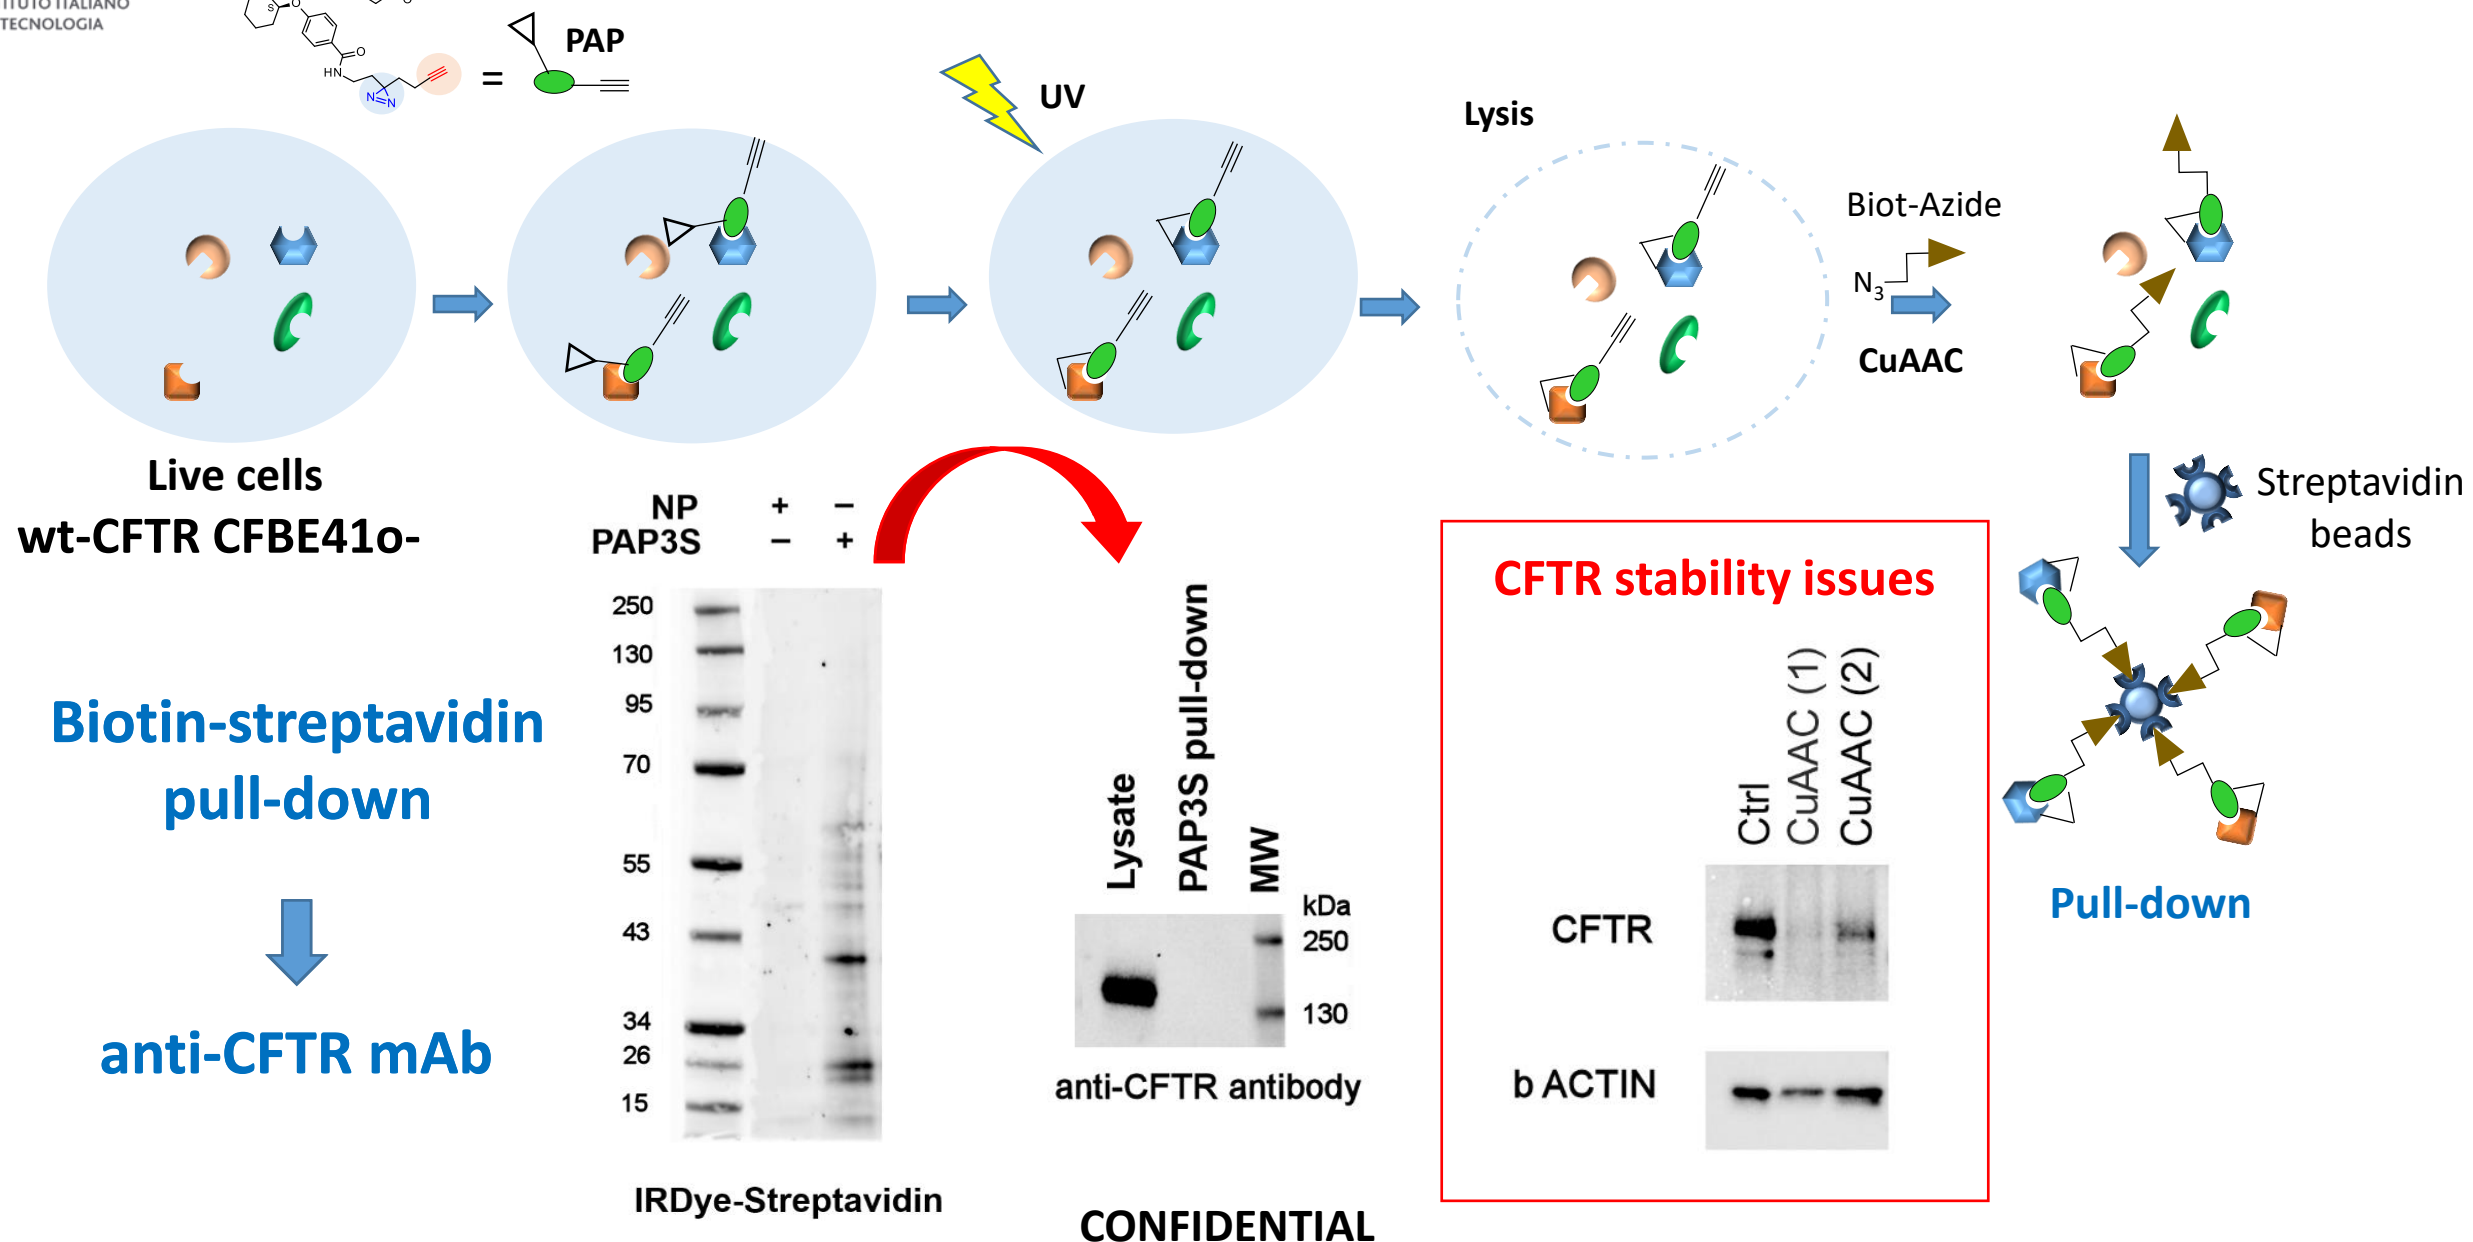 TECNOLOGIA
S
O
O
HN
N=N
=
PAP
UV
Lysis
Biot-Azide
N3
CuAAC
Live cells
wt-CFTR CFBE41o-
Streptavidin
beads
NP + –
PAP3S – +
250
130
95
70
55
43
34
26
15
IRDye-Streptavidin
Biotin-streptavidin
pull-down
anti-CFTR mAb
Lysate
PAP3S pull-down
MW
kDa
250
130
anti-CFTR antibody
CONFIDENTIAL
CFTR stability issues
Ctrl
CuAAC (1)
CuAAC (2)
CFTR
b ACTIN
Pull-down